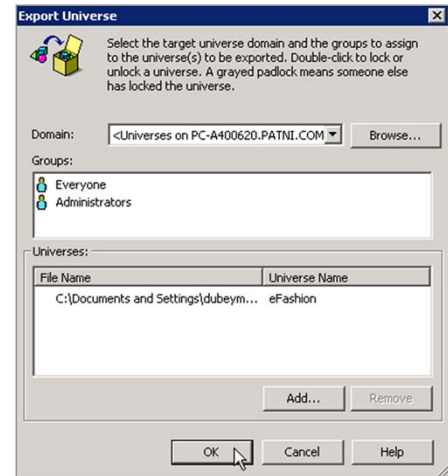 Export Universe
Select the target universe domain and the groups to assign
to the universe(s) to be exported. Double-click to lock or
unlock a universe. A grayed padlock means someone else
has locked the universe.
Domain: <Universes on PC-A400620.PATNI.COM Browse...
Groups:
Everyone
Administrators
Universes:
File Name Universe Name
C:\Documents and Settings\dubeym... eFashion
Add... Remove
OK Cancel Help